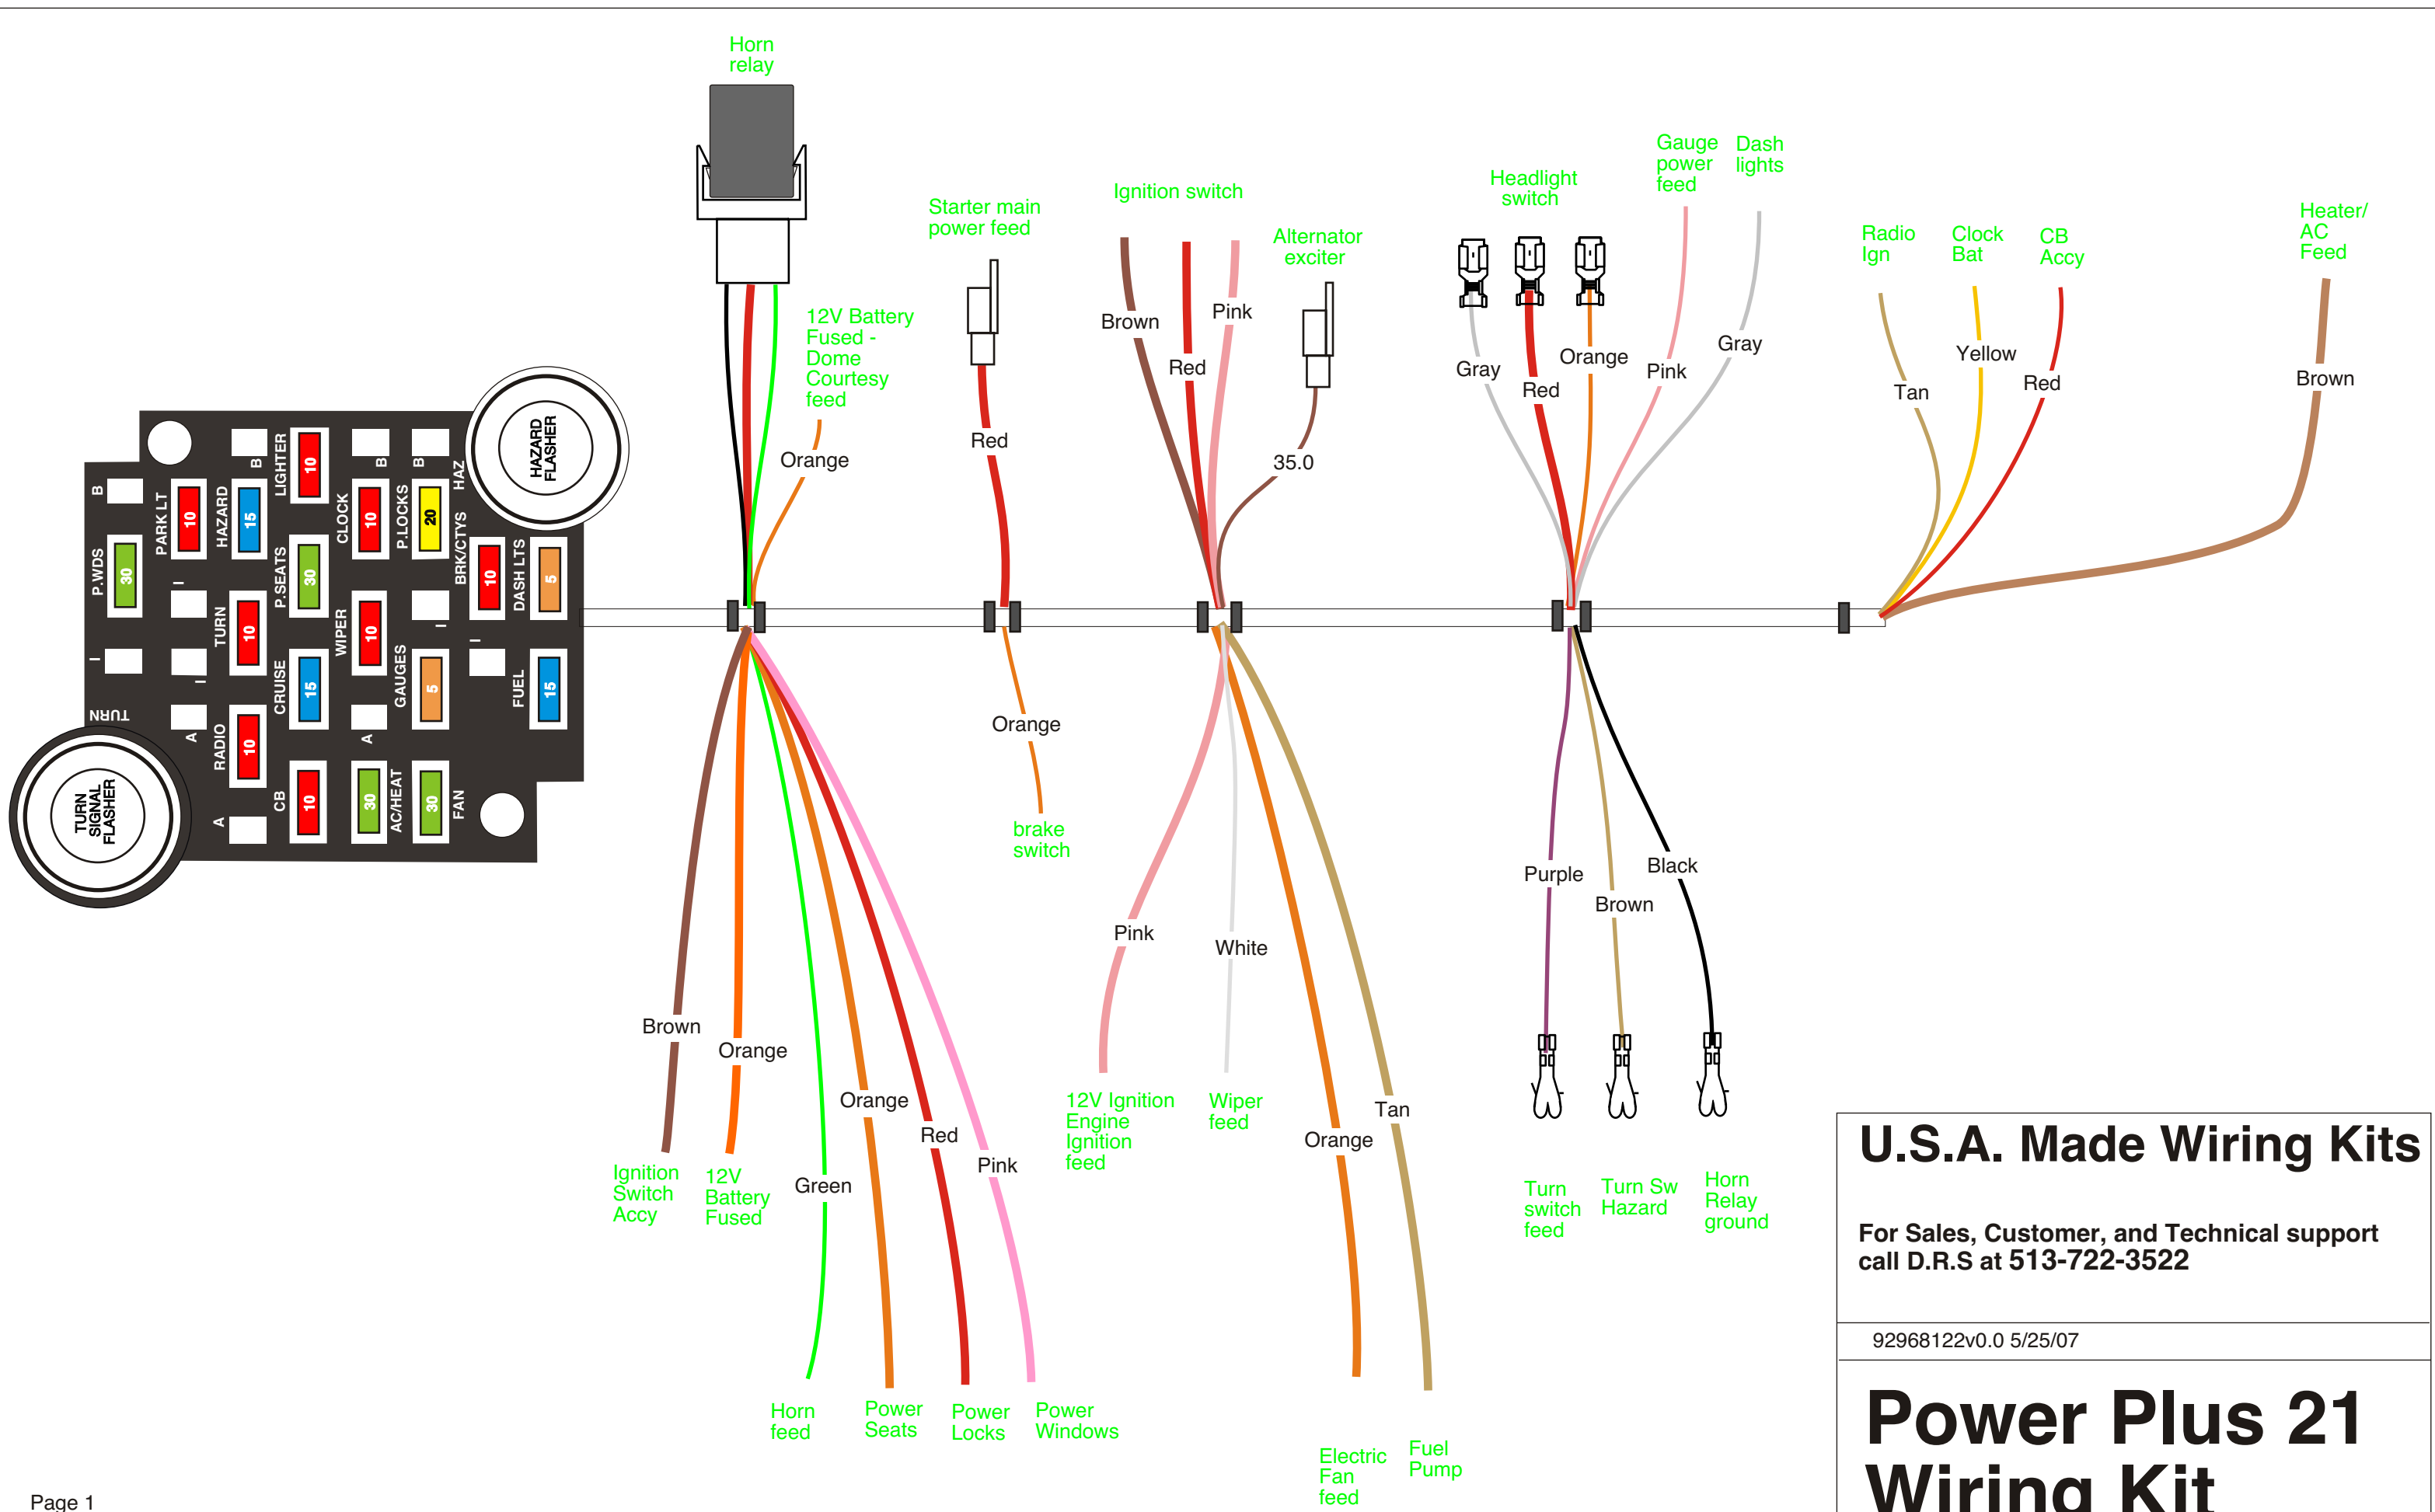 Horn
relay
12V Battery
Fused -
Dome
Courtesy
feed
Orange
Starter main
power feed
Red
Ignition switch
Brown
Red
Pink
Alternator
exciter
35.0
Headlight
switch
Gray
Red
Orange
Gauge
power
feed
Pink
Dash
lights
Gray
Radio
Ign
Tan
Clock
Bat
Yellow
CB
Accy
Red
Heater/
AC
Feed
Brown
HAZARD
FLASHER
TURN
SIGNAL
FLASHER
B
P.WDS
30
I
TURN
PARK LT
10
I
I
A
B
HAZARD
15
TURN
10
RADIO
10
A
LIGHTER
10
P.SEATS
30
CRUISE
15
CB
10
B
CLOCK
10
WIPER
10
A
30
AC/HEAT
B
P.LOCKS
20
I
GAUGES
5
30
FAN
HAZ
BRK/CTYS
10
I
DASH LTS
5
FUEL
15
Brown
Ignition
Switch
Accy
Orange
12V
Battery
Fused
Green
Horn
feed
Orange
Power
Seats
Red
Power
Locks
Pink
Power
Windows
Orange
brake
switch
Pink
12V Ignition
Engine
Ignition
feed
White
Wiper
feed
Orange
Electric
Fan
feed
Tan
Fuel
Pump
Purple
Turn
switch
feed
Brown
Turn Sw
Hazard
Black
Horn
Relay
ground
U.S.A. Made Wiring Kits
For Sales, Customer, and Technical support
call D.R.S at 513-722-3522
92968122v0.0 5/25/07
Power Plus 21
Wiring Kit
Page 1